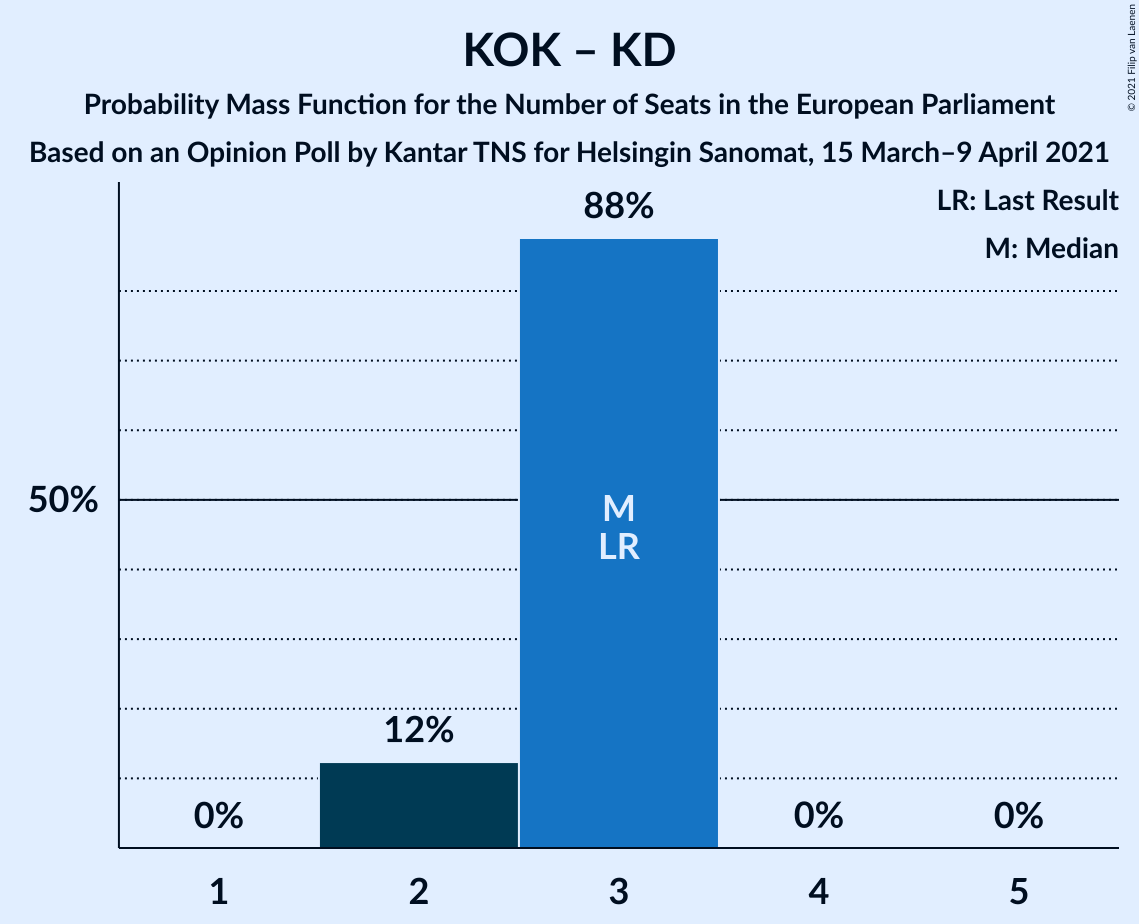 KOK – KD
Probability Mass Function for the Number of Seats in the European Parliament
Based on an Opinion Poll by Kantar TNS for Helsingin Sanomat, 15 March–9 April 2021
© 2021 Filip van Laenen
LR: Last Result
M: Median
88%
50%
M
LR
12%
0%
0%
0%
1
2
3
4
5